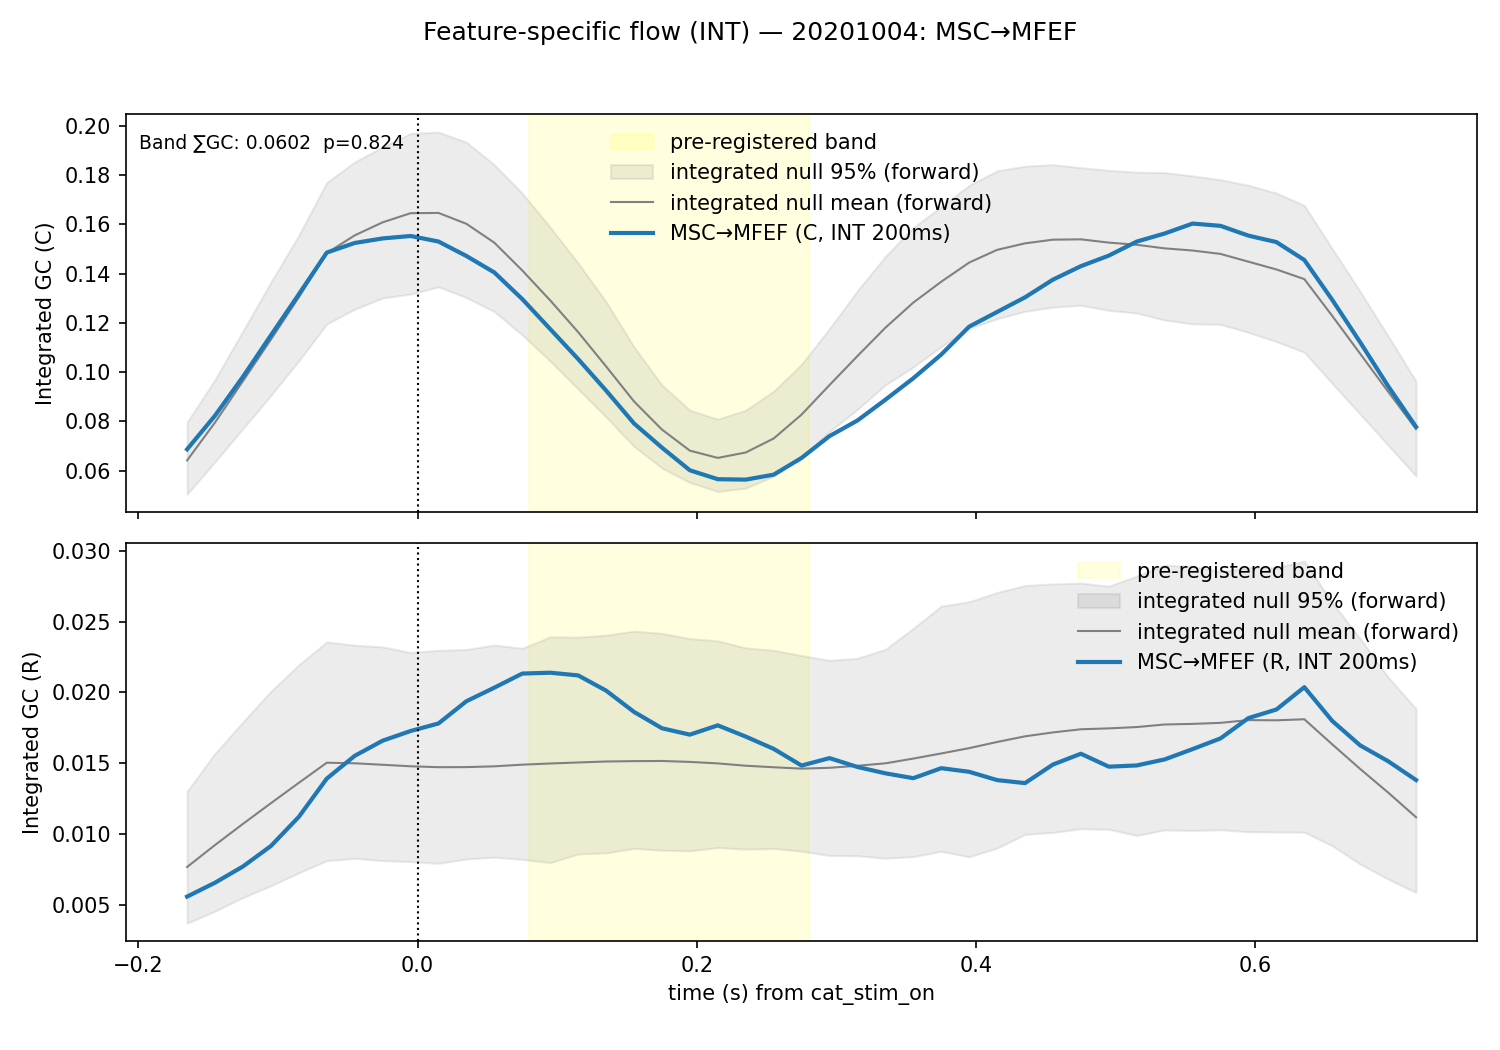 Feature-specific flow (INT) — 20201004: MSC→MFEF
Band ∑GC: 0.0602  p=0.824
pre-registered band
integrated null 95% (forward)
integrated null mean (forward)
MSC→MFEF (C, INT 200ms)
Integrated GC (C)
0.20
0.18
0.16
0.14
0.12
0.10
0.08
0.06
pre-registered band
integrated null 95% (forward)
integrated null mean (forward)
MSC→MFEF (R, INT 200ms)
Integrated GC (R)
0.030
0.025
0.020
0.015
0.010
0.005
−0.2 0.0 0.2 0.4 0.6
time (s) from cat_stim_on